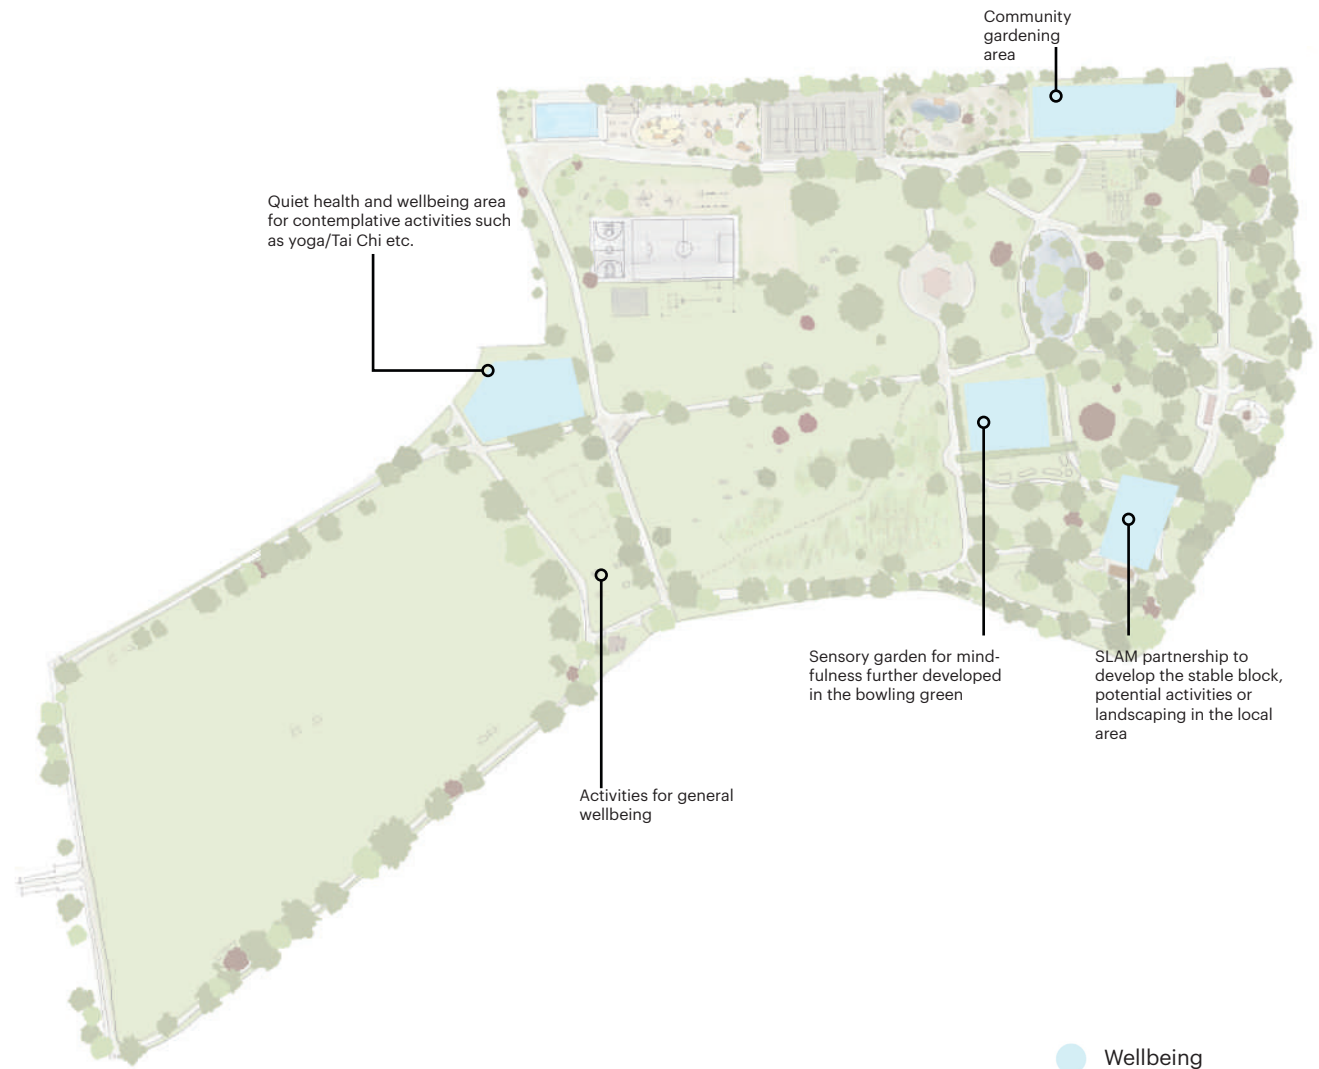 Community
gardening
area
Quiet health and wellbeing area
for contemplative activities such
as yoga/Tai Chi etc.
Sensory garden for mind-
fulness further developed
in the bowling green
SLAM partnership to
develop the stable block,
potential activities or
landscaping in the local
area
Activities for general
wellbeing
Wellbeing